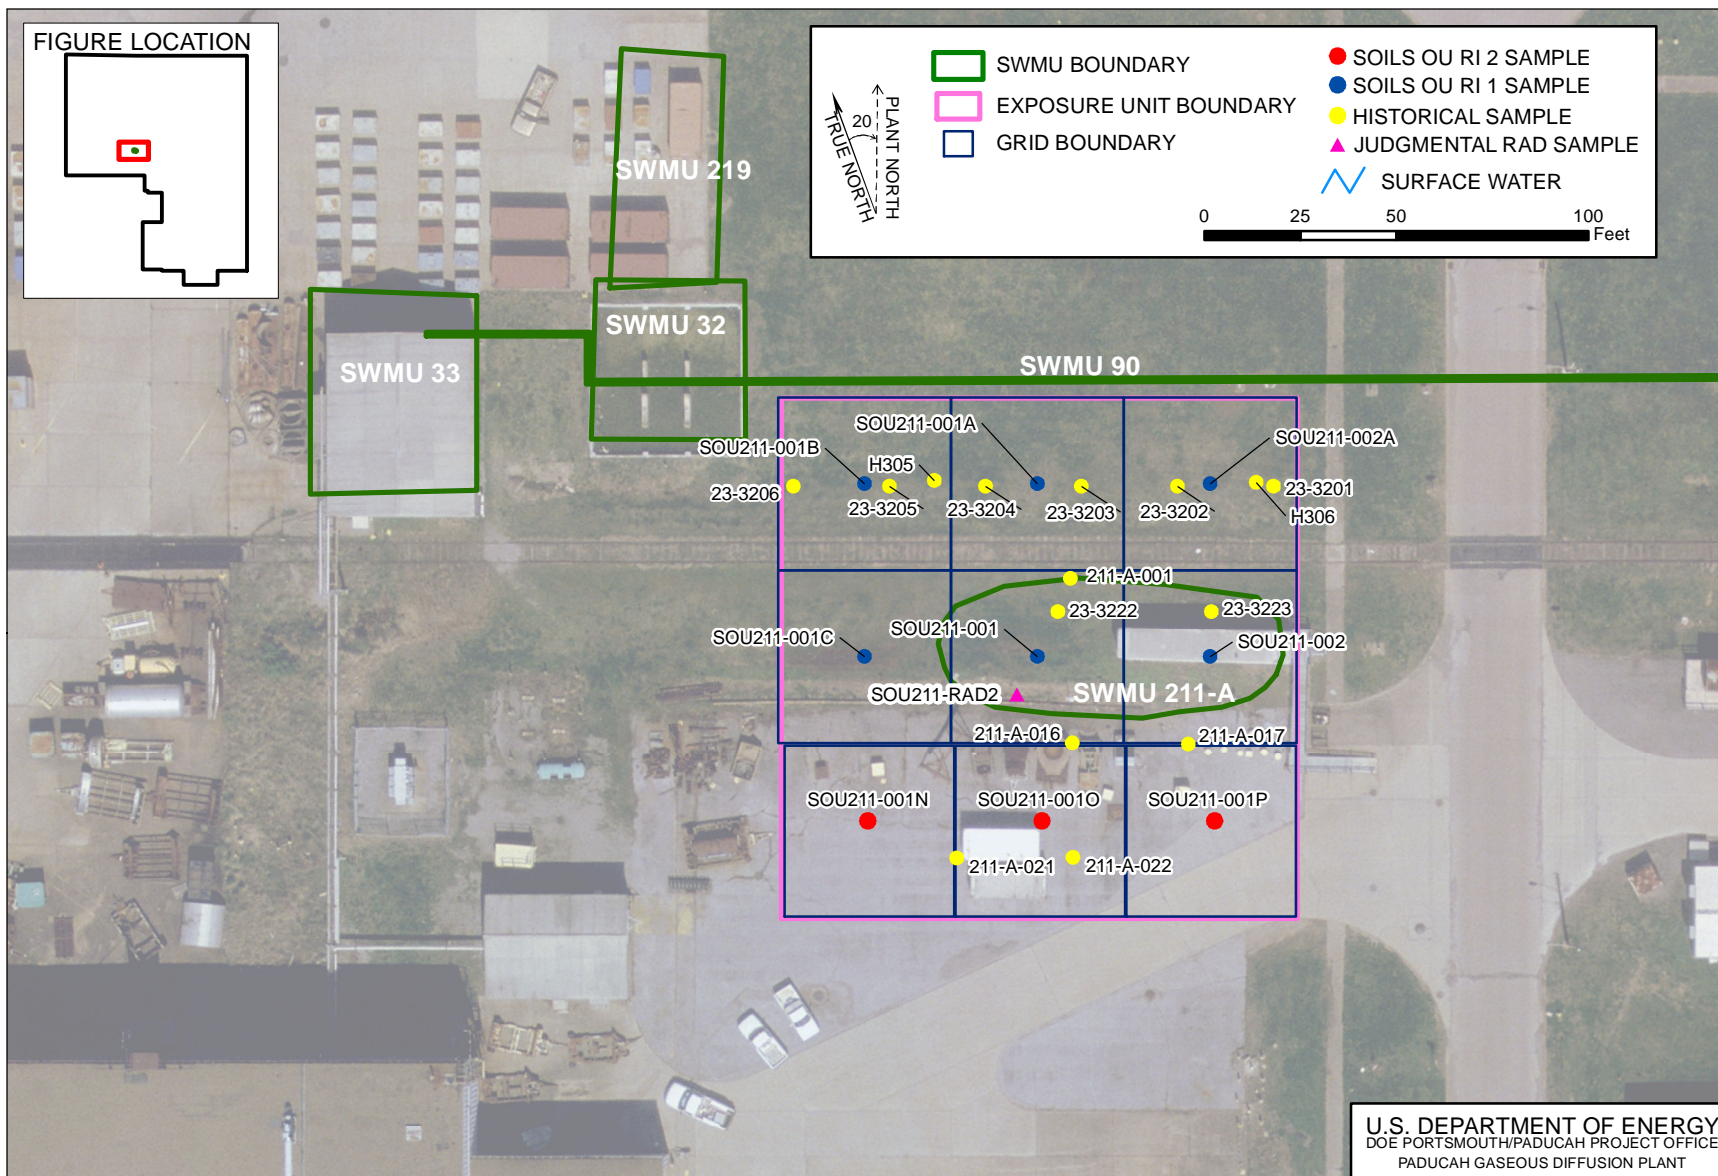 FIGURE LOCATION
SWMU BOUNDARY
EXPOSURE UNIT BOUNDARY
GRID BOUNDARY
SOILS OU RI 2 SAMPLE
SOILS OU RI 1 SAMPLE
HISTORICAL SAMPLE
JUDGMENTAL RAD SAMPLE
SURFACE WATER
TRUE NORTH
20
PLANT NORTH
0 25 50 100
Feet
SWMU 219
SWMU 32
SWMU 33
SWMU 90
SOU211-001A
SOU211-002A
SOU211-001B
H305
23-3206
23-3205
23-3204
23-3203
23-3202
23-3201
H306
211-A-001
23-3222
23-3223
SOU211-001C
SOU211-001
SOU211-002
SOU211-RAD2
SWMU 211-A
211-A-016
211-A-017
SOU211-001N
SOU211-001O
SOU211-001P
211-A-021
211-A-022
U.S. DEPARTMENT OF ENERGY
DOE PORTSMOUTH/PADUCAH PROJECT OFFICE
PADUCAH GASEOUS DIFFUSION PLANT